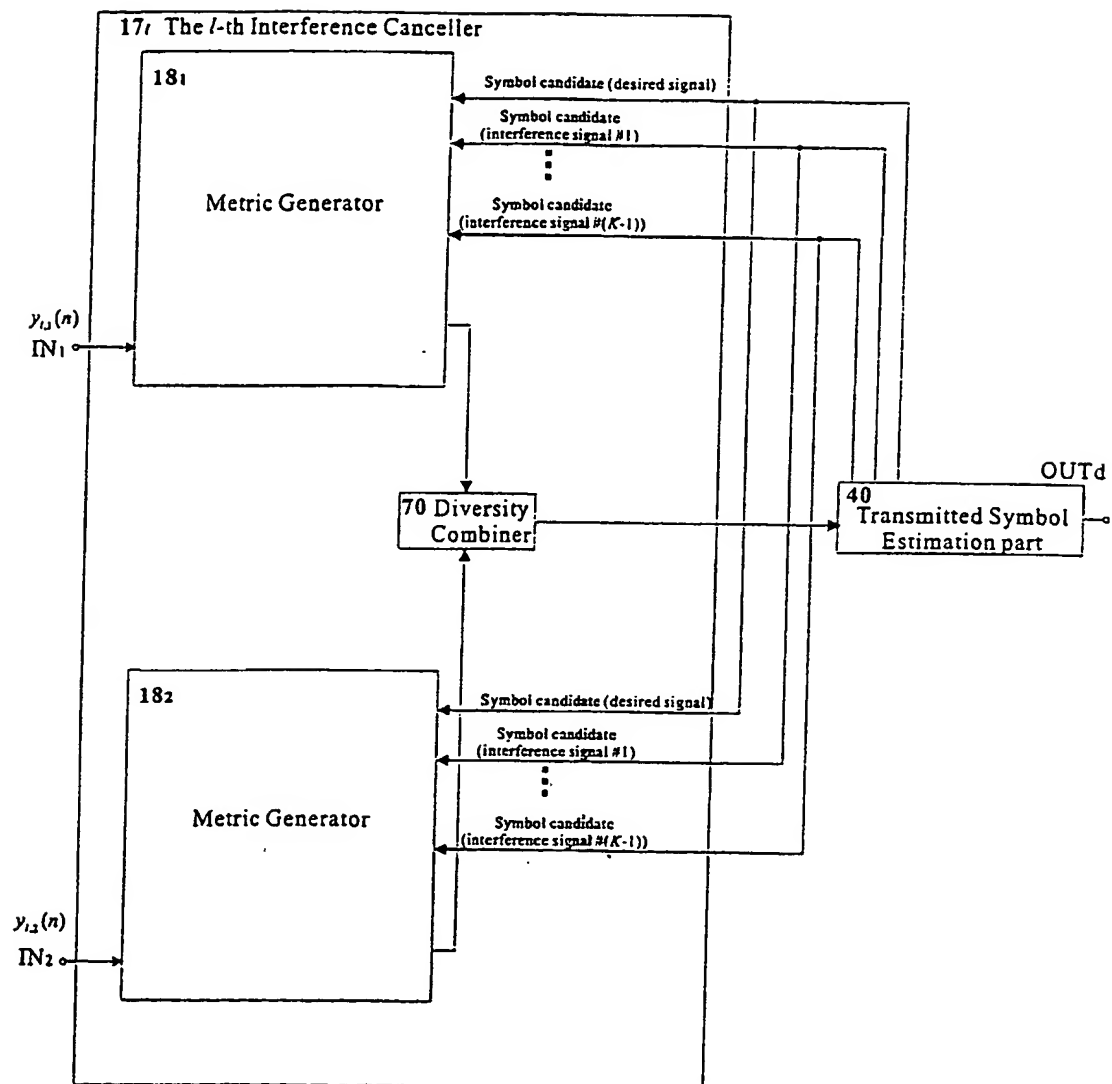 17l The l-th Interference Canceller
181
Symbol candidate (desired signal)
Symbol candidate
(interference signal #1)
Metric Generator
Symbol candidate
(interference signal #(K-1))
yl,1(n)
IN1
OUTd
70 Diversity
Combiner
40
Transmitted Symbol
Estimation part
182
Symbol candidate (desired signal)
Symbol candidate
(interference signal #1)
Metric Generator
Symbol candidate
(interference signal #(K-1))
yl,2(n)
IN2